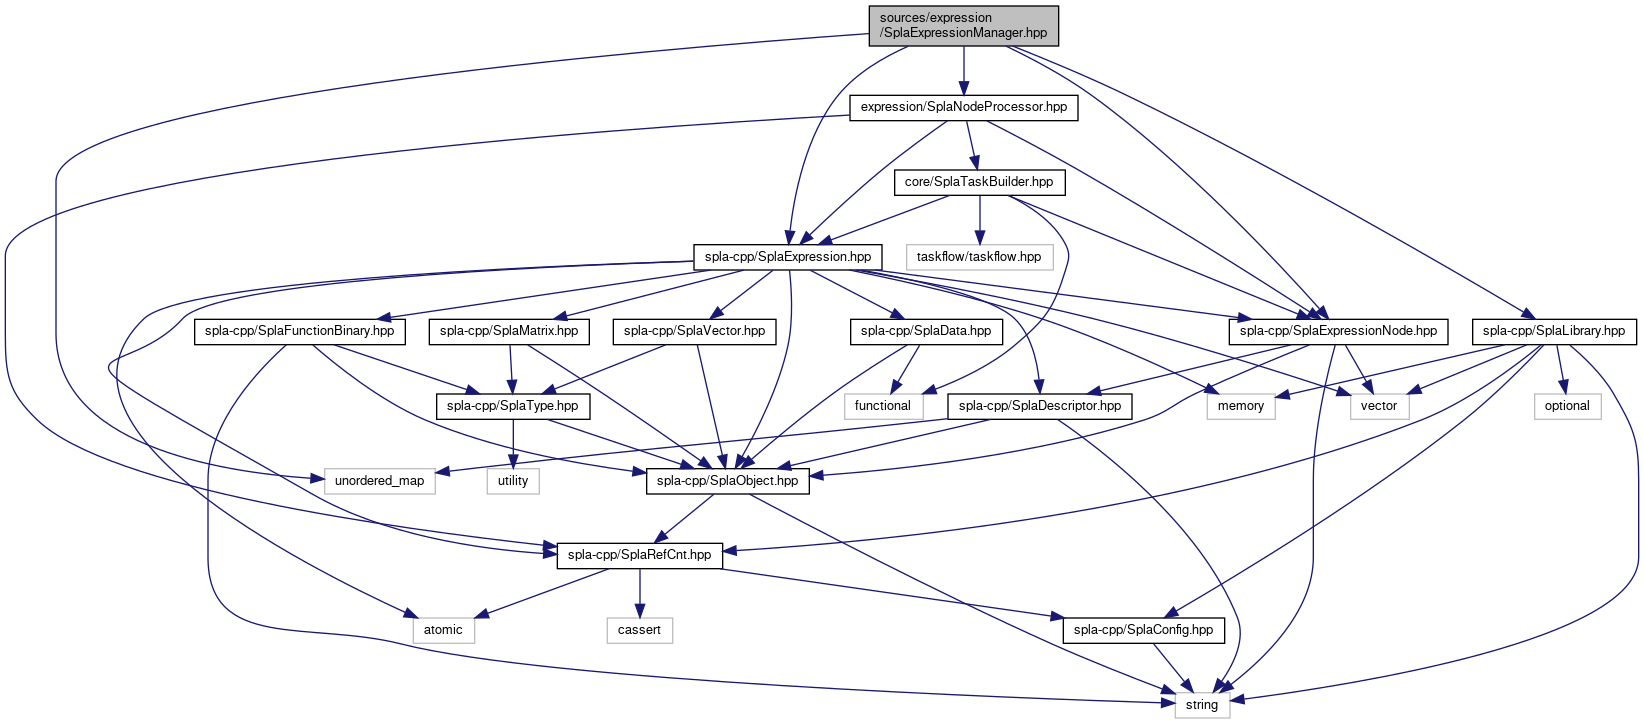 sources/expression
/SplaExpressionManager.hpp
expression/SplaNodeProcessor.hpp
core/SplaTaskBuilder.hpp
spla-cpp/SplaExpression.hpp
taskflow/taskflow.hpp
spla-cpp/SplaFunctionBinary.hpp
spla-cpp/SplaMatrix.hpp
spla-cpp/SplaVector.hpp
spla-cpp/SplaData.hpp
spla-cpp/SplaExpressionNode.hpp
spla-cpp/SplaLibrary.hpp
spla-cpp/SplaType.hpp
functional
spla-cpp/SplaDescriptor.hpp
memory
vector
optional
unordered_map
utility
spla-cpp/SplaObject.hpp
spla-cpp/SplaRefCnt.hpp
atomic
cassert
spla-cpp/SplaConfig.hpp
string